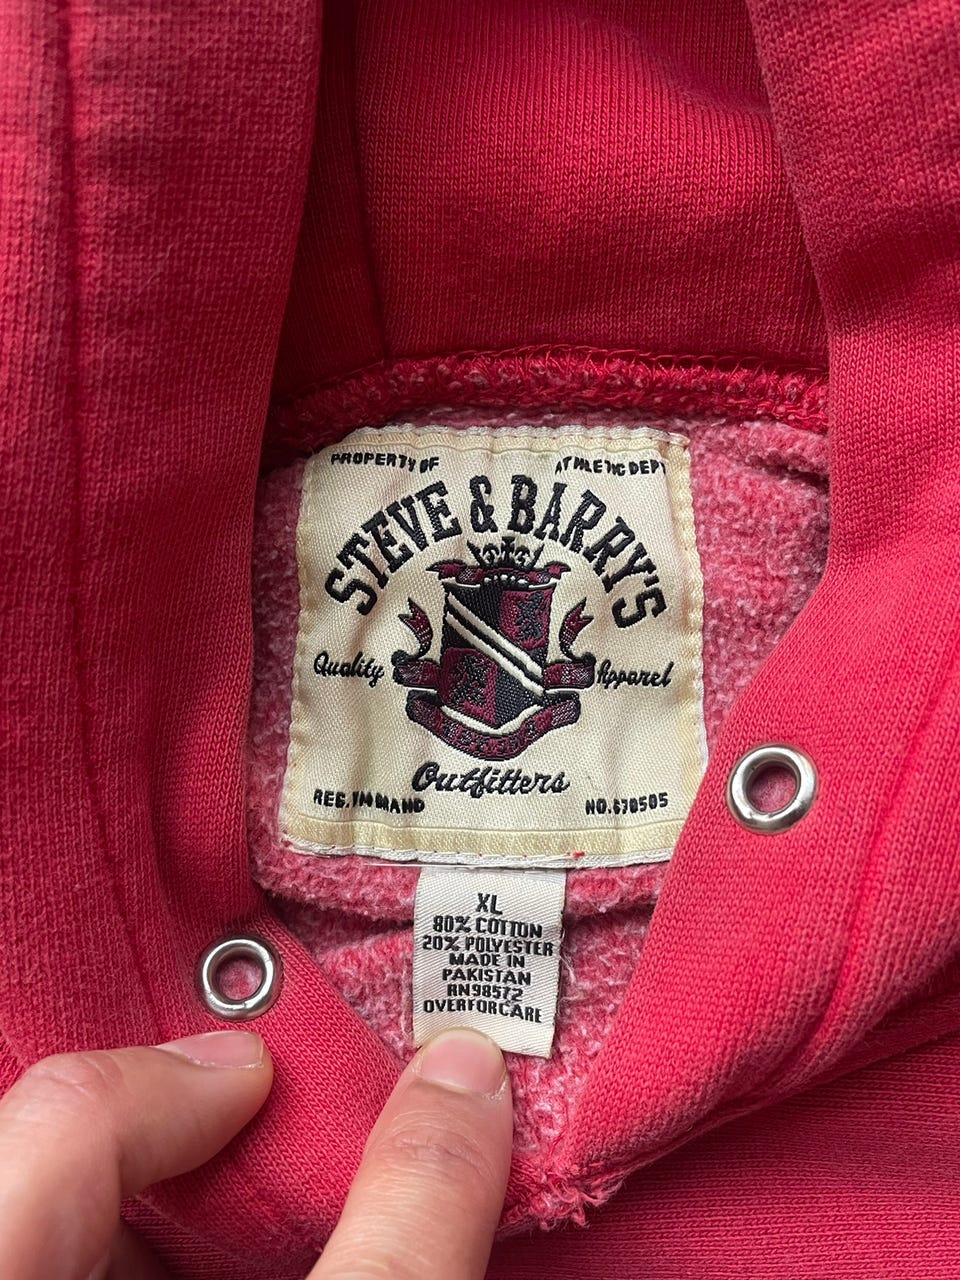 PROPERTY OF ATHLETIC DEPT
STEVE & BARRY'S
Quality Apparel
Outfitters
REG. TM BRAND NO. 670505
XL
80% COTTON
20% POLYESTER
MADE IN
PAKISTAN
RN98572
OVERFORCARE